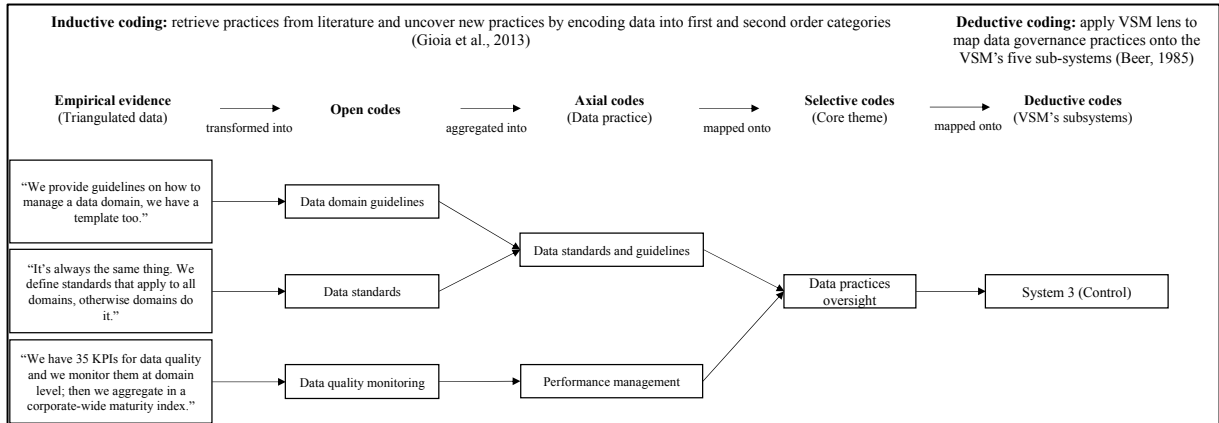 Inductive coding: retrieve practices from literature and uncover new practices by encoding data into first and second order categories
(Gioia et al., 2013)
Deductive coding: apply VSM lens to
map data governance practices onto the
VSM's five sub-systems (Beer, 1985)
Empirical evidence
(Triangulated data)
transformed into
Open codes
aggregated into
Axial codes
(Data practice)
mapped onto
Selective codes
(Core theme)
mapped onto
Deductive codes
(VSM's subsystems)
“We provide guidelines on how to
manage a data domain, we have a
template too.”
Data domain guidelines
Data standards and guidelines
“It's always the same thing. We
define standards that apply to all
domains, otherwise domains do
it.”
Data standards
Data practices
oversight
System 3 (Control)
“We have 35 KPIs for data quality
and we monitor them at domain
level; then we aggregate in a
corporate-wide maturity index.”
Data quality monitoring
Performance management